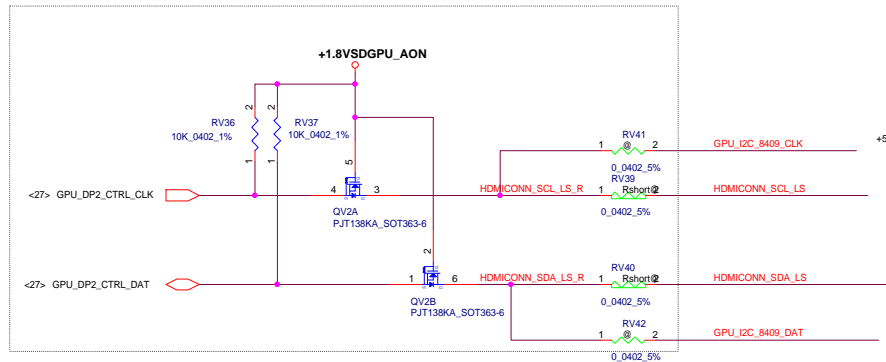 +1.8VSDGPU_AON
RV36
10K_0402_1%
RV37
10K_0402_1%
2
2
1
1
5
RV41
1
@
2
GPU_I2C_8409_CLK
+5
0_0402_5%
RV39
<27> GPU_DP2_CTRL_CLK
4
3
HDMICONN_SCL_LS_R
1
Rshort@
2
HDMICONN_SCL_LS
0_0402_5%
QV2A
PJT138KA_SOT363-6
2
RV40
<27> GPU_DP2_CTRL_DAT
1
6
HDMICONN_SDA_LS_R
1
Rshort@
2
HDMICONN_SDA_LS
0_0402_5%
QV2B
PJT138KA_SOT363-6
RV42
1
@
2
GPU_I2C_8409_DAT
0_0402_5%